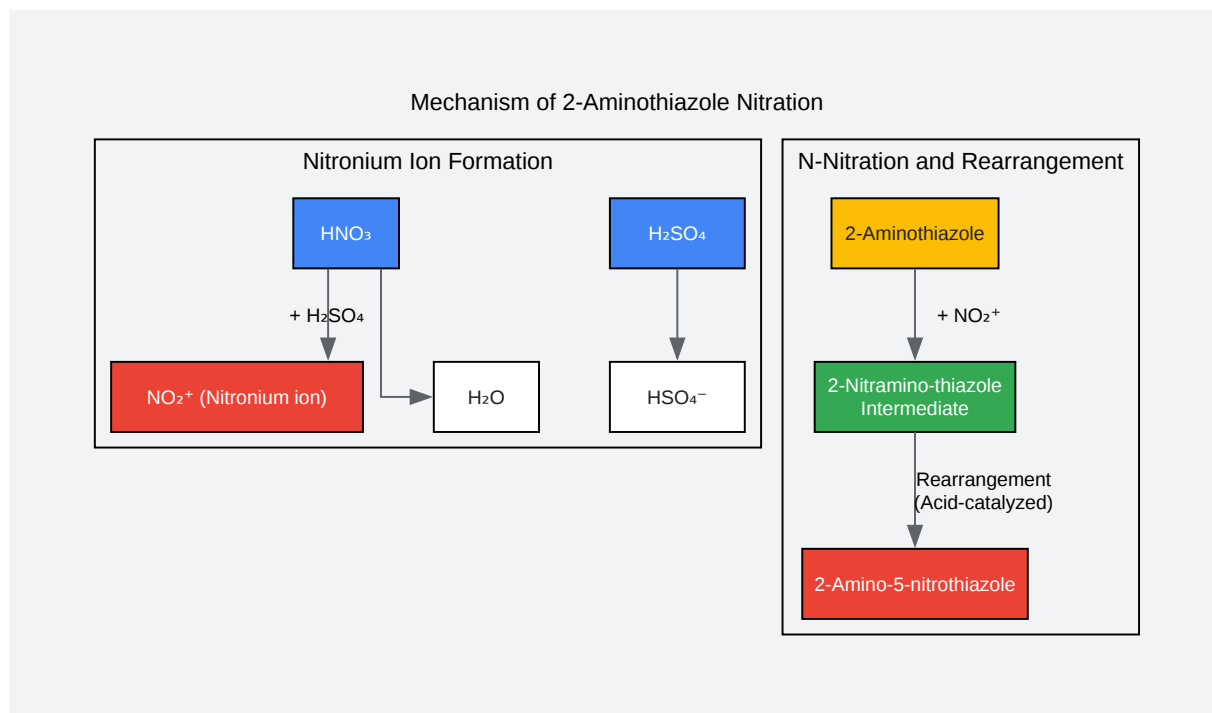 Mechanism of 2-Aminothiazole Nitration
Nitronium Ion Formation
HNO₃
H₂SO₄
+ H₂SO₄
NO₂⁺ (Nitronium ion)
H₂O
HSO₄⁻
N-Nitration and Rearrangement
2-Aminothiazole
+ NO₂⁺
2-Nitramino-thiazole
Intermediate
Rearrangement
(Acid-catalyzed)
2-Amino-5-nitrothiazole